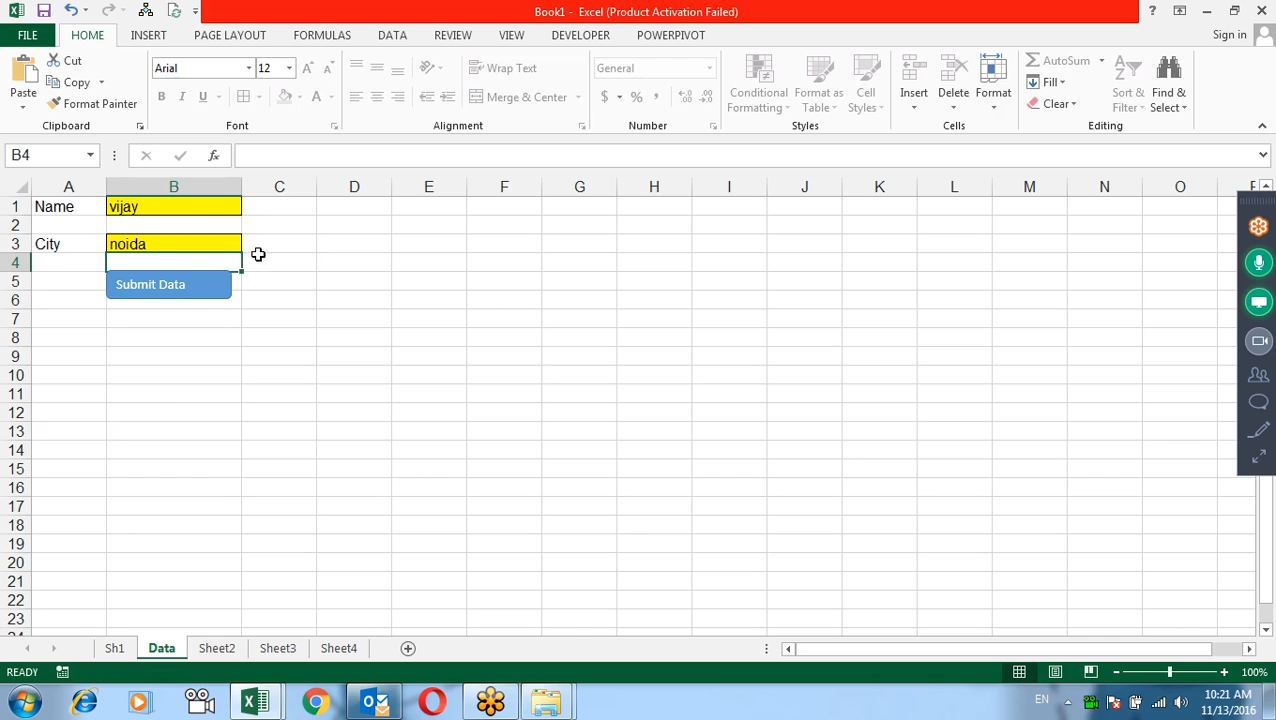 Book1 - Excel (Product Activation Failed)
FILE HOME INSERT PAGE LAYOUT FORMULAS DATA REVIEW VIEW DEVELOPER POWERPIVOT Sign in
Cut
Copy
Format Painter
Paste
Clipboard
Arial 12
B I U A
Font
Wrap Text
Merge & Center
Alignment
General
$ % ,
Number
Conditional Formatting
Format as Table
Cell Styles
Styles
Insert
Delete
Format
Cells
AutoSum
Fill
Clear
Sort & Filter
Find & Select
Editing
B4 fx
A B C D E F G H I J K L M N O
1 Name vijay
2
3 City noida
4
5 Submit Data
6
7
8
9
10
11
12
13
14
15
16
17
18
19
20
21
22
23
Sh1 Data Sheet2 Sheet3 Sheet4
READY 100%
EN 10:21 AM
11/13/2016